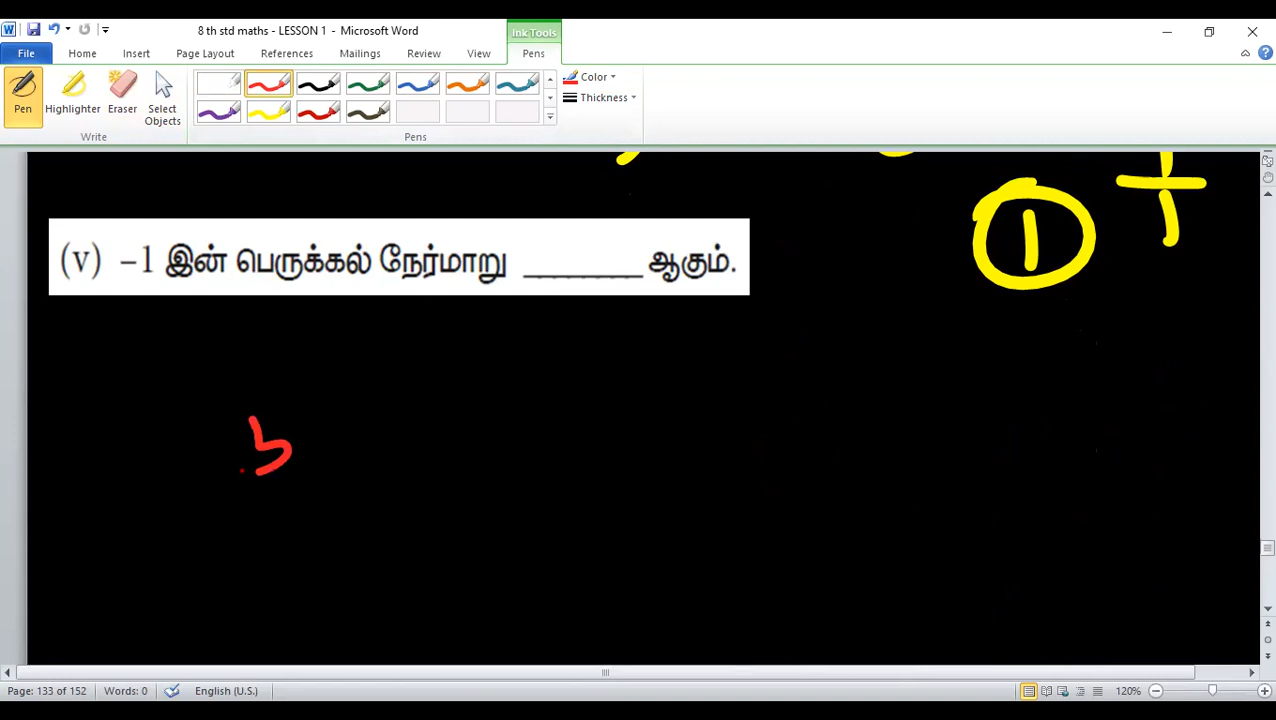 8 th std maths - LESSON 1 - Microsoft Word
Ink Tools
File Home Insert Page Layout References Mailings Review View Pens
Pen Highlighter Eraser Select Objects
Color
Thickness
Write Pens
1
(v) –1 இன் பெருக்கல் நேர்மாறு ________ ஆகும்.
Page: 133 of 152 Words: 0 English (U.S.) 120%